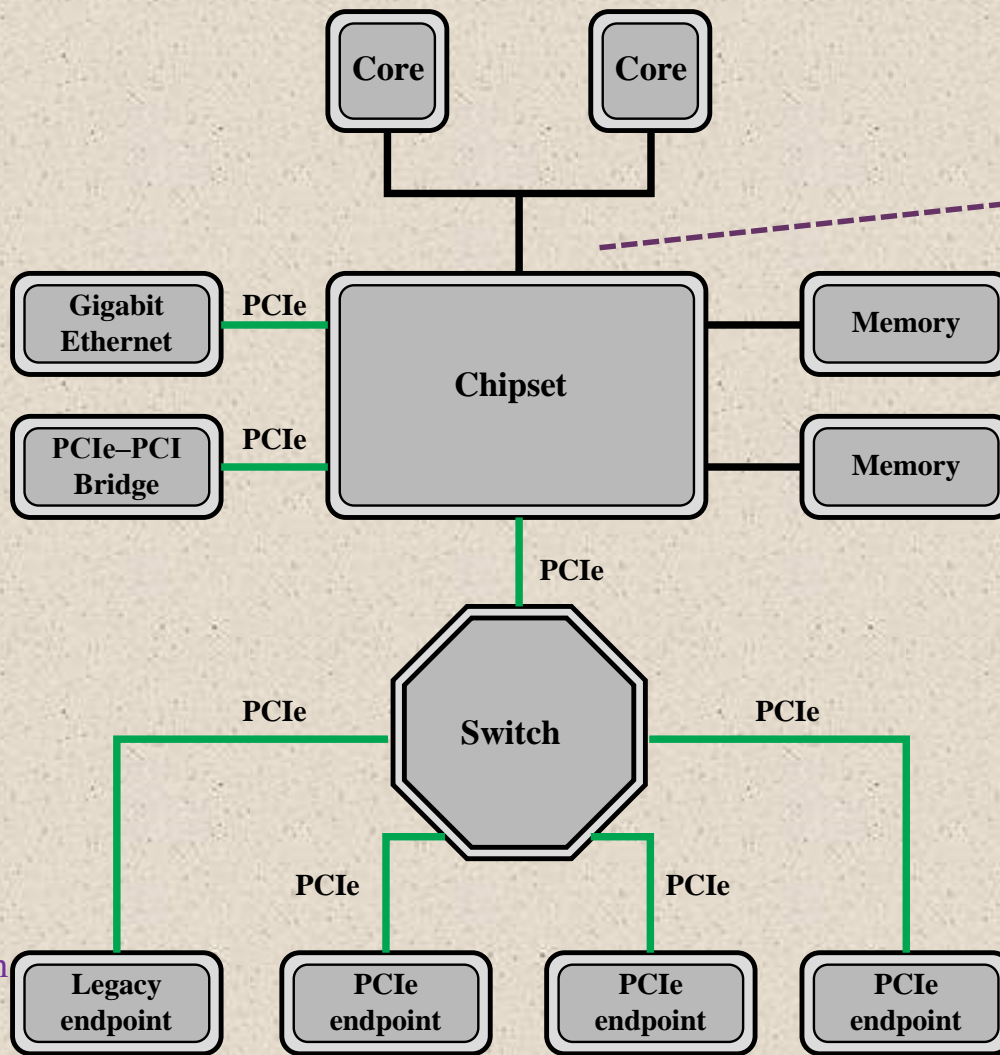 Core
Core
Gigabit
Ethernet
PCIe
Chipset
Memory
PCIe–PCI
Bridge
PCIe
Memory
PCIe
Switch
PCIe
PCIe
PCIe
PCIe
Legacy
endpoint
PCIe
endpoint
PCIe
endpoint
PCIe
endpoint